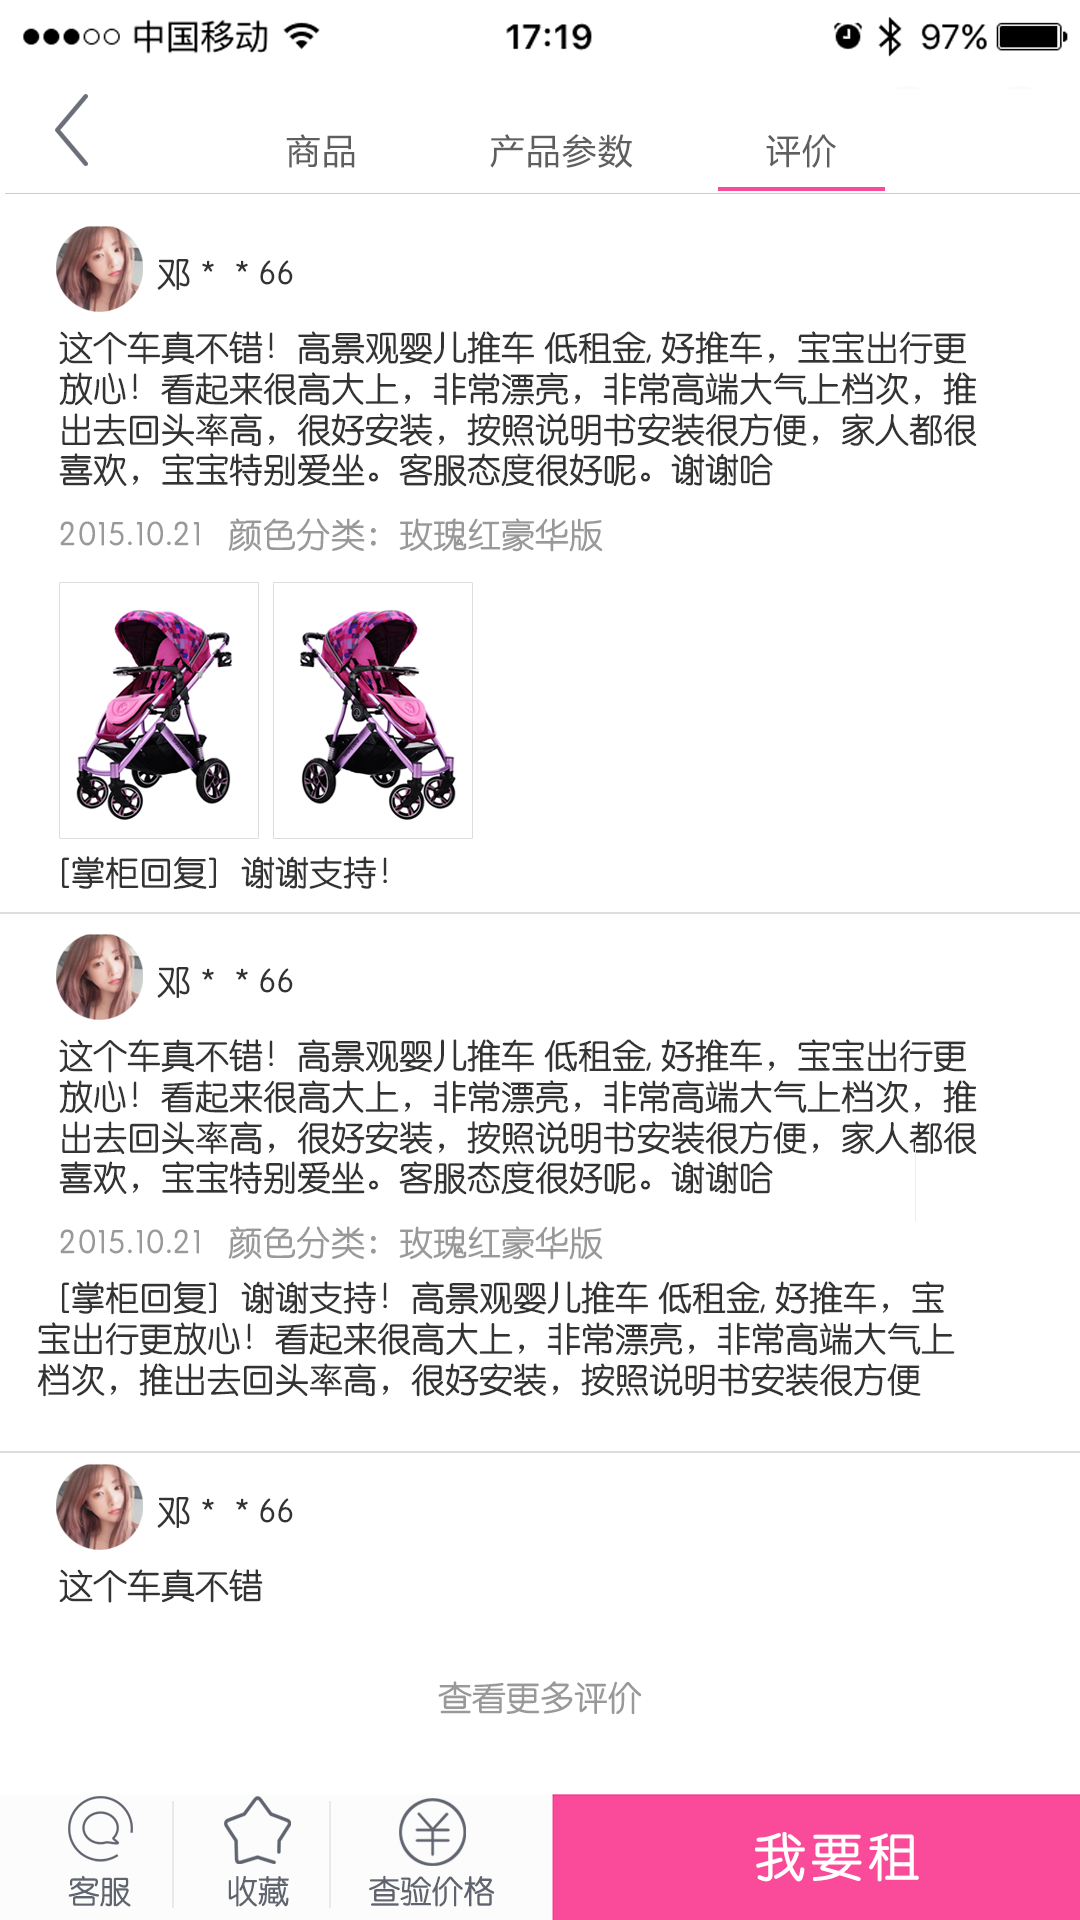 中国移动 17:19 97%
商品 产品参数 评价
邓 * * 66
这个车真不错！高景观婴儿推车 低租金, 好推车，宝宝出行更
放心！看起来很高大上，非常漂亮，非常高端大气上档次，推
出去回头率高，很好安装，按照说明书安装很方便，家人都很
喜欢，宝宝特别爱坐。客服态度很好呢。谢谢哈
2015.10.21 颜色分类：玫瑰红豪华版
[掌柜回复] 谢谢支持！
邓 * * 66
这个车真不错！高景观婴儿推车 低租金, 好推车，宝宝出行更
放心！看起来很高大上，非常漂亮，非常高端大气上档次，推
出去回头率高，很好安装，按照说明书安装很方便，家人都很
喜欢，宝宝特别爱坐。客服态度很好呢。谢谢哈
2015.10.21 颜色分类：玫瑰红豪华版
[掌柜回复] 谢谢支持！高景观婴儿推车 低租金, 好推车，宝
宝出行更放心！看起来很高大上，非常漂亮，非常高端大气上
档次，推出去回头率高，很好安装，按照说明书安装很方便
邓 * * 66
这个车真不错
查看更多评价
客服 收藏 查验价格 我要租